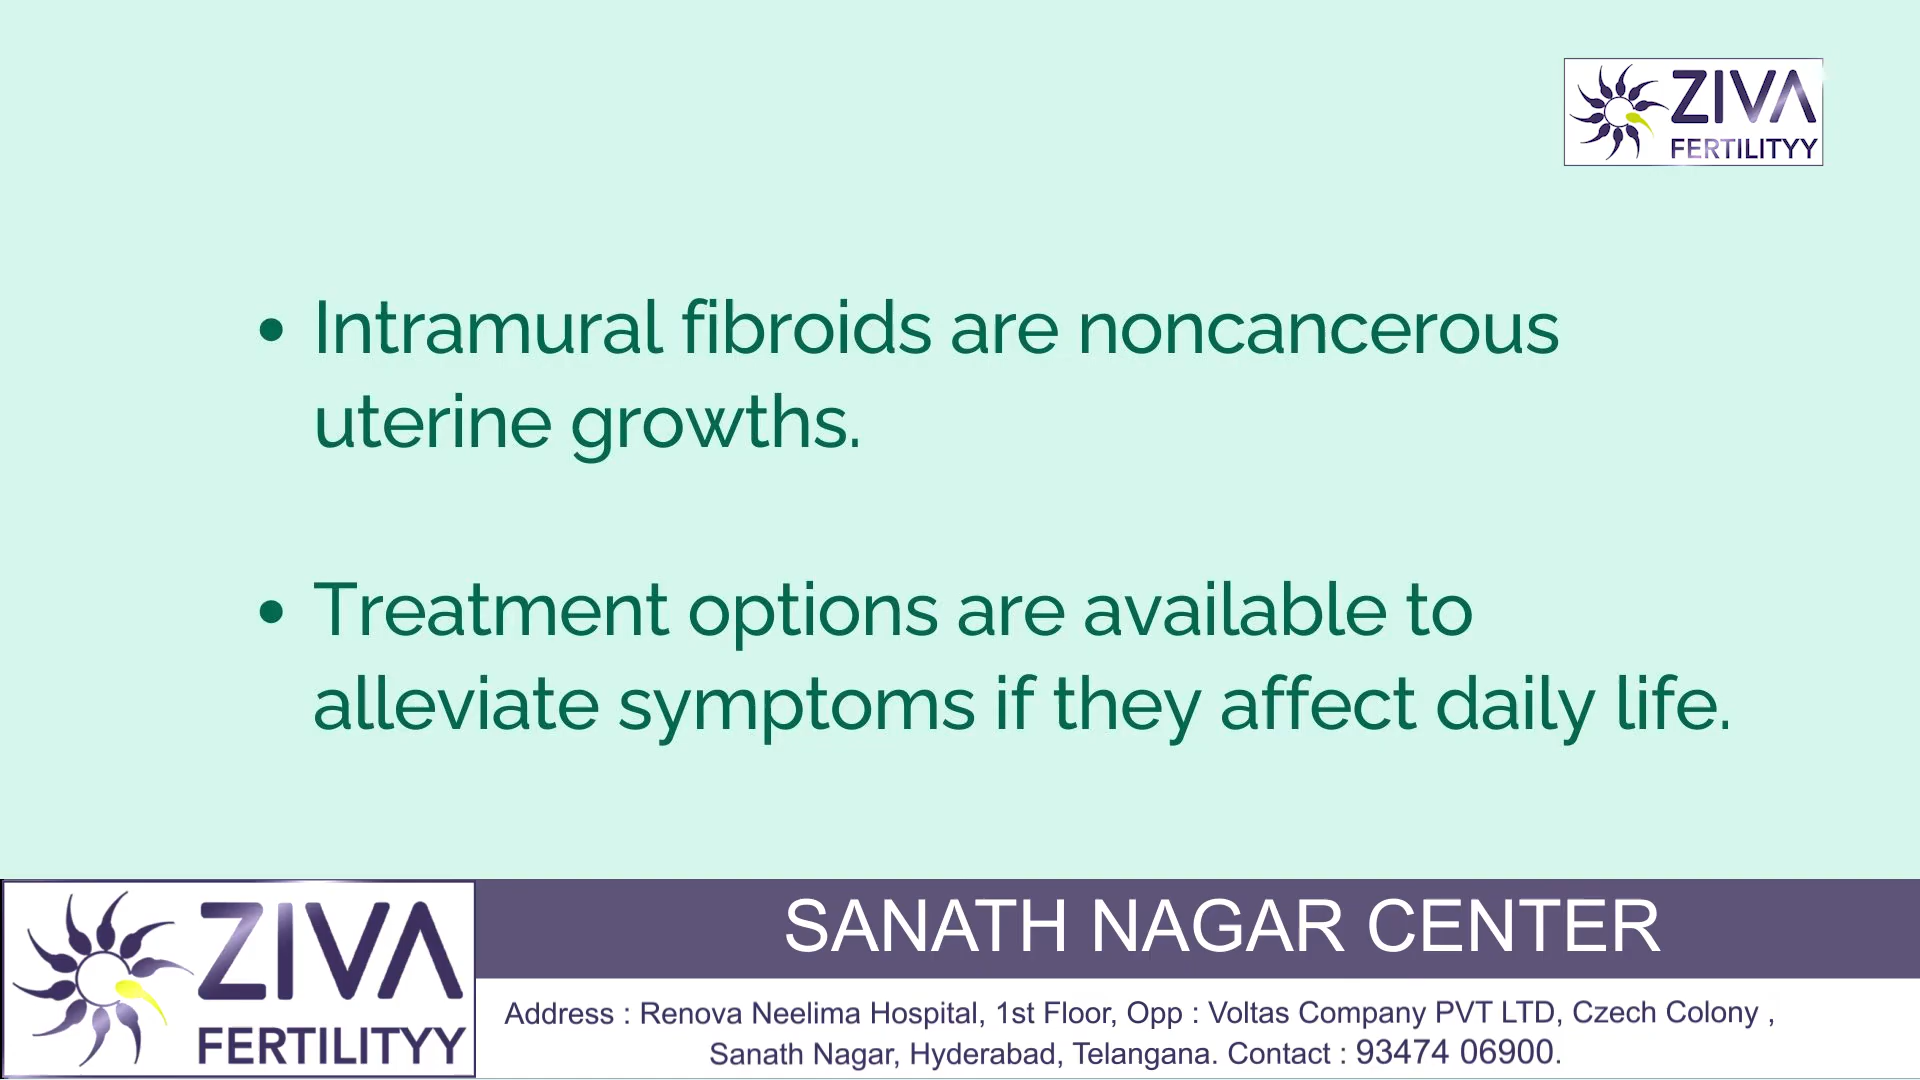 ZIVA
FERTILITYY
• Intramural fibroids are noncancerous
uterine growths.
• Treatment options are available to
alleviate symptoms if they affect daily life.
ZIVA
FERTILITYY
SANATH NAGAR CENTER
Address : Renova Neelima Hospital, 1st Floor, Opp : Voltas Company PVT LTD, Czech Colony ,
Sanath Nagar, Hyderabad, Telangana. Contact : 93474 06900.